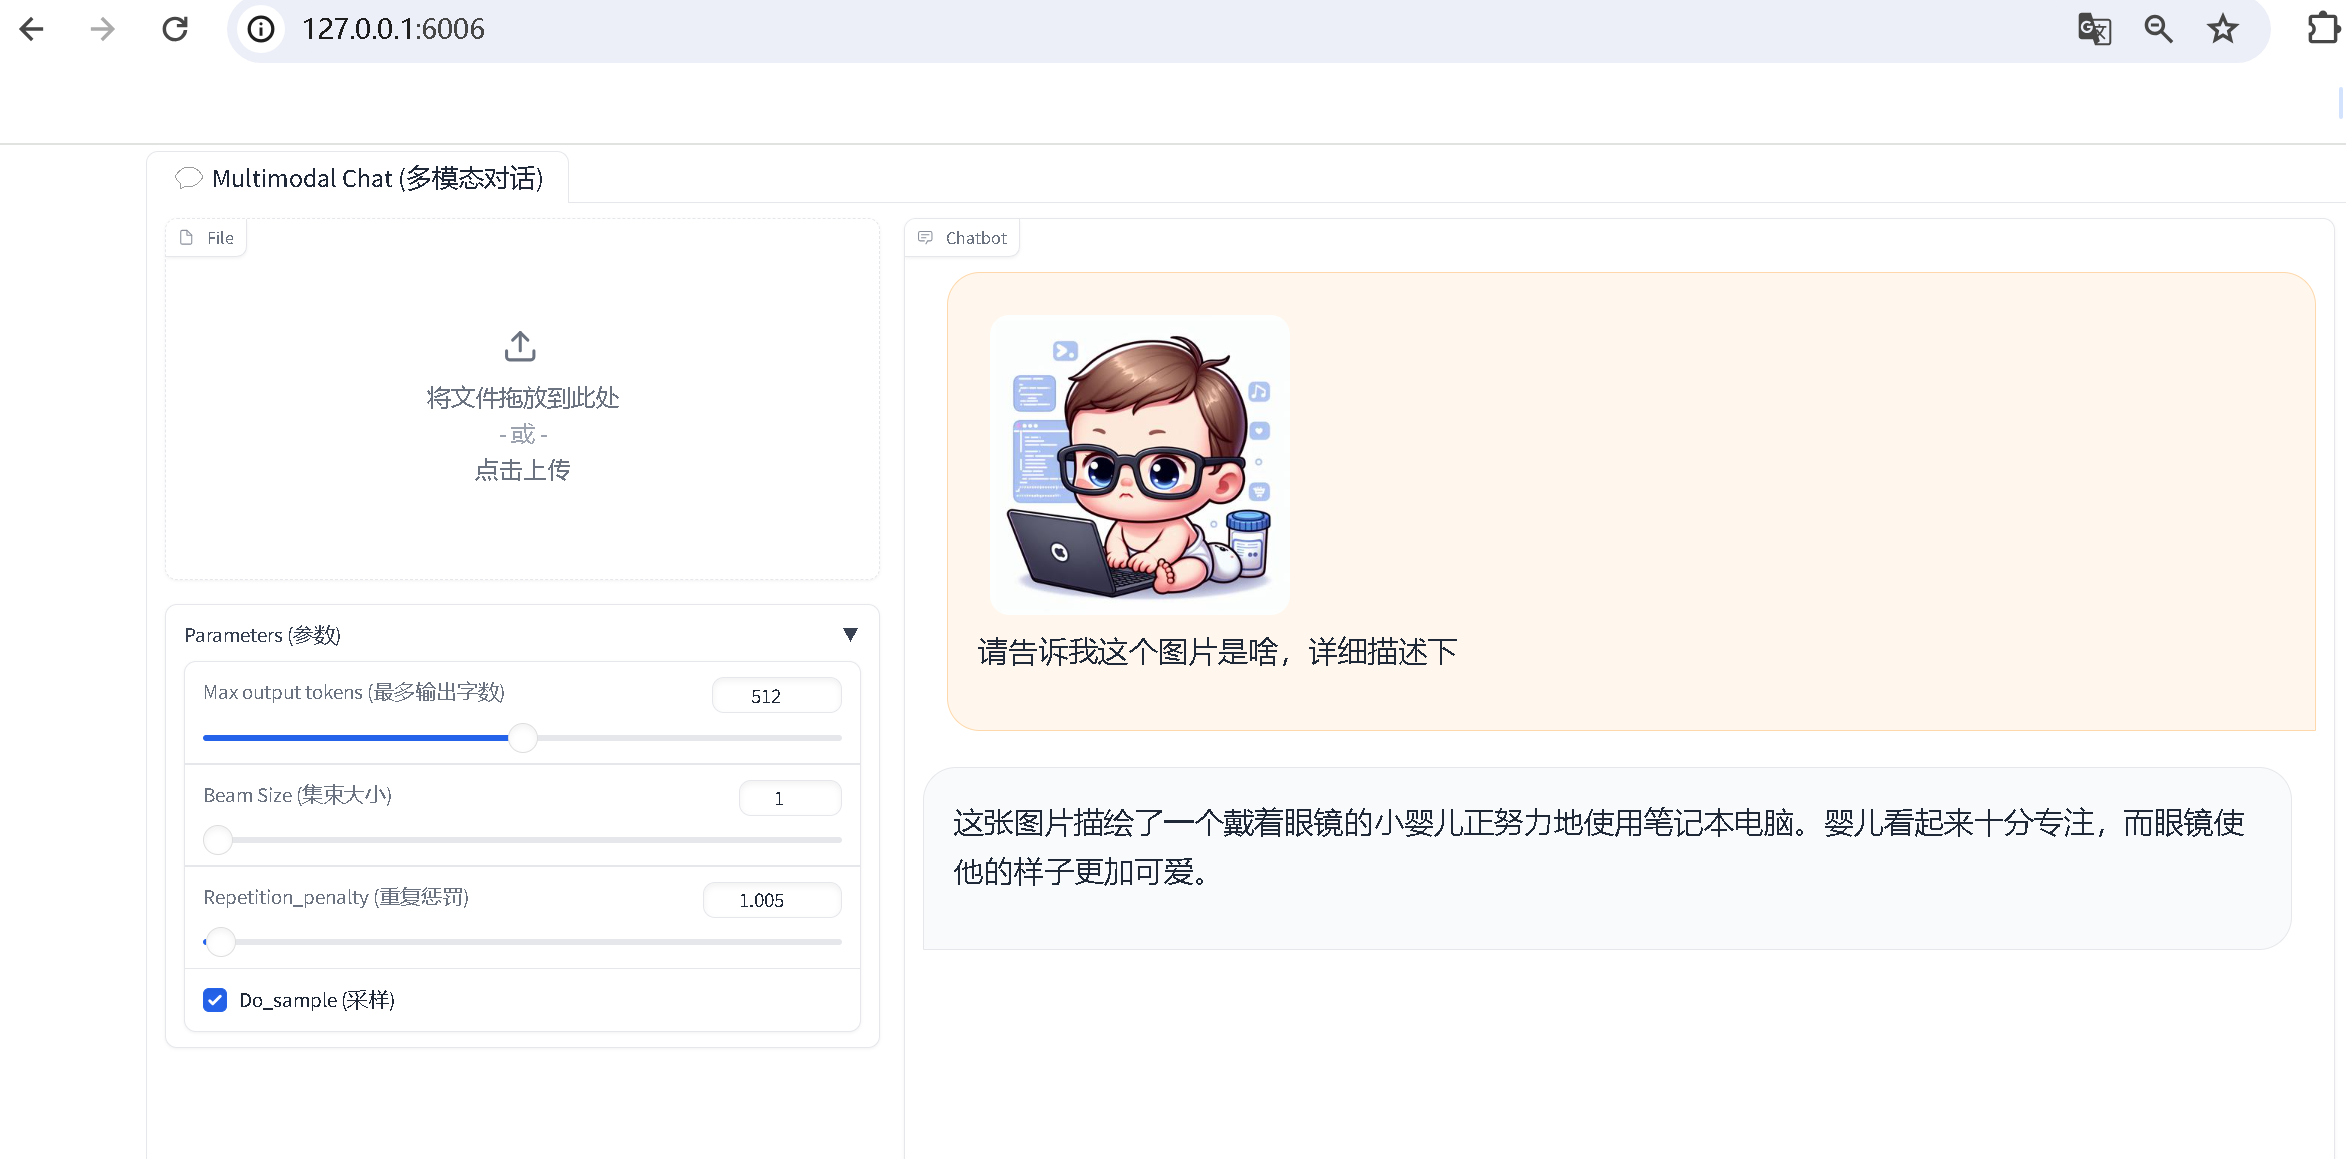 127.0.0.1:6006
Multimodal Chat (多模态对话)
File
将文件拖放到此处
- 或 -
点击上传
Parameters (参数)
Max output tokens (最多输出字数)
512
Beam Size (集束大小)
1
Repetition_penalty (重复惩罚)
1.005
Do_sample (采样)
Chatbot
请告诉我这个图片是啥，详细描述下
这张图片描绘了一个戴着眼镜的小婴儿正努力地使用笔记本电脑。婴儿看起来十分专注，而眼镜使
他的样子更加可爱。